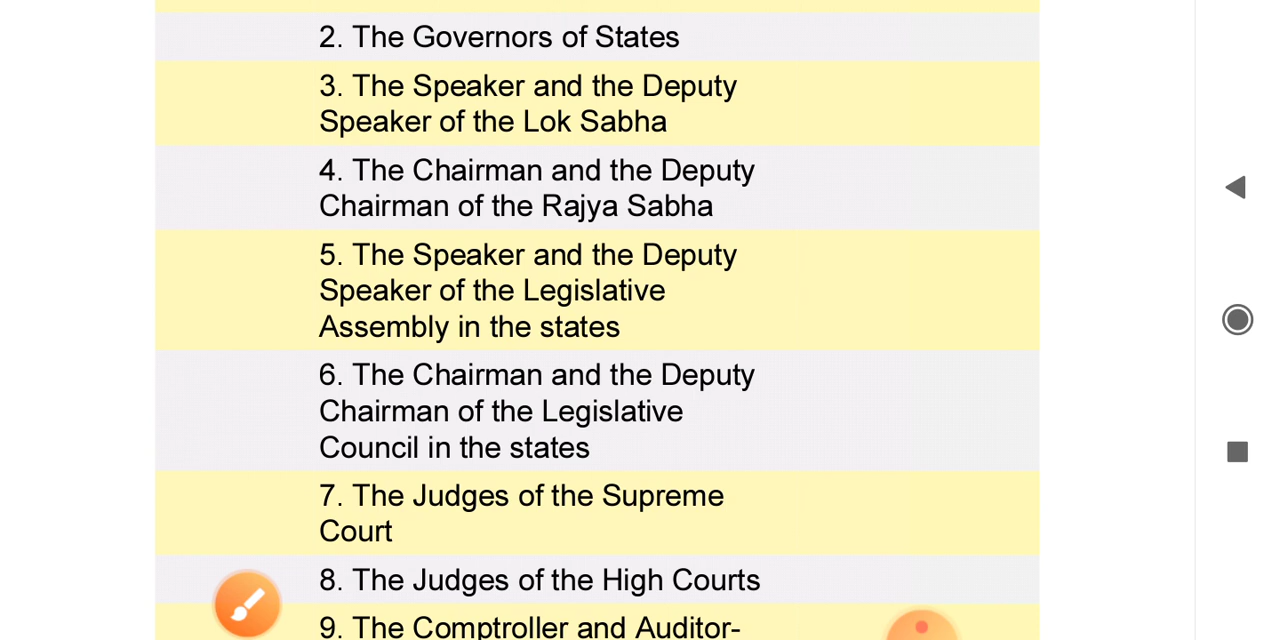 2. The Governors of States
3. The Speaker and the Deputy
Speaker of the Lok Sabha
4. The Chairman and the Deputy
Chairman of the Rajya Sabha
5. The Speaker and the Deputy
Speaker of the Legislative
Assembly in the states
6. The Chairman and the Deputy
Chairman of the Legislative
Council in the states
7. The Judges of the Supreme
Court
8. The Judges of the High Courts
9. The Comptroller and Auditor-